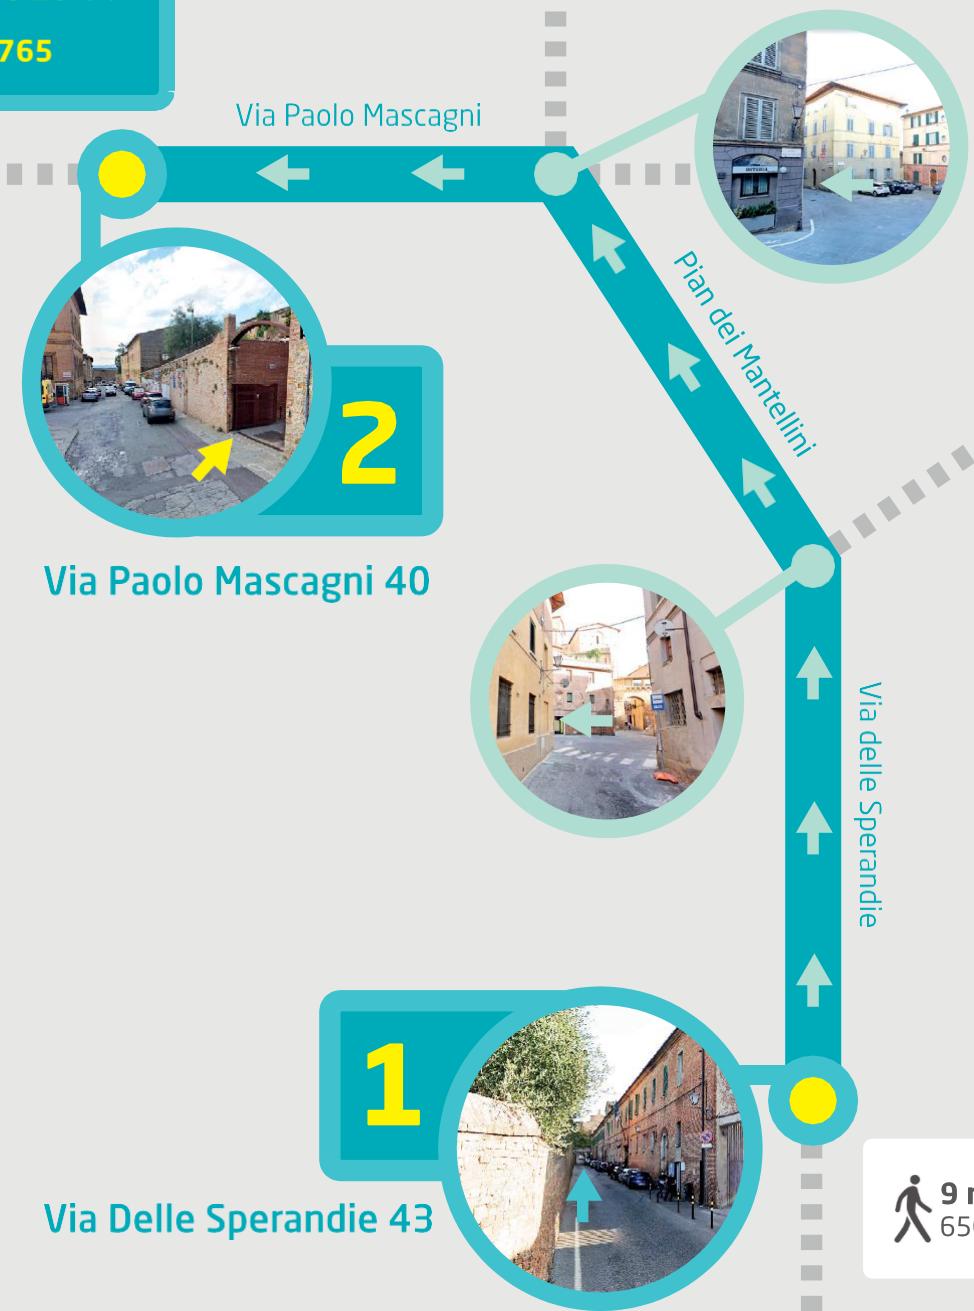 765
Via Paolo Mascagni
Pian dei Mantellini
2
Via Paolo Mascagni 40
Via delle Sperandie
1
Via Delle Sperandie 43
9
650